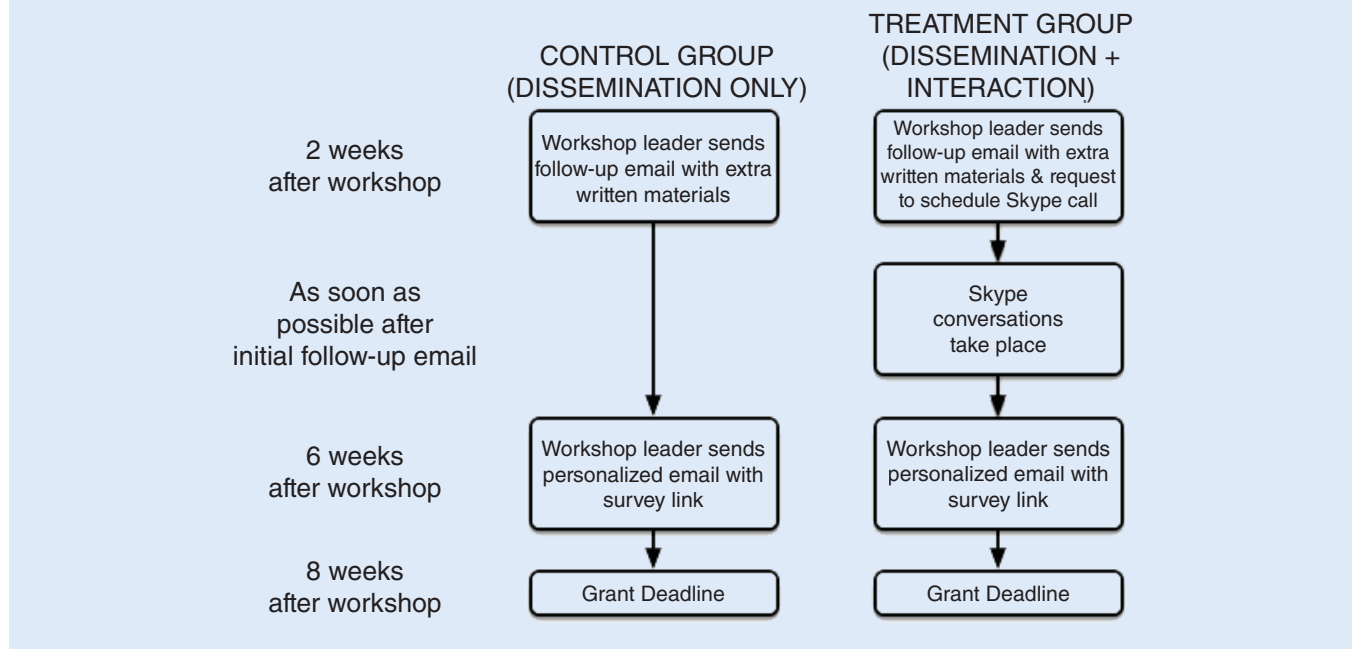 CONTROL GROUP
(DISSEMINATION ONLY)
TREATMENT GROUP
(DISSEMINATION +
INTERACTION)
2 weeks
after workshop
Workshop leader sends
follow-up email with extra
written materials
Workshop leader sends
follow-up email with extra
written materials & request
to schedule Skype call
As soon as
possible after
initial follow-up email
Skype
conversations
take place
6 weeks
after workshop
Workshop leader sends
personalized email with
survey link
Workshop leader sends
personalized email with
survey link
8 weeks
after workshop
Grant Deadline
Grant Deadline